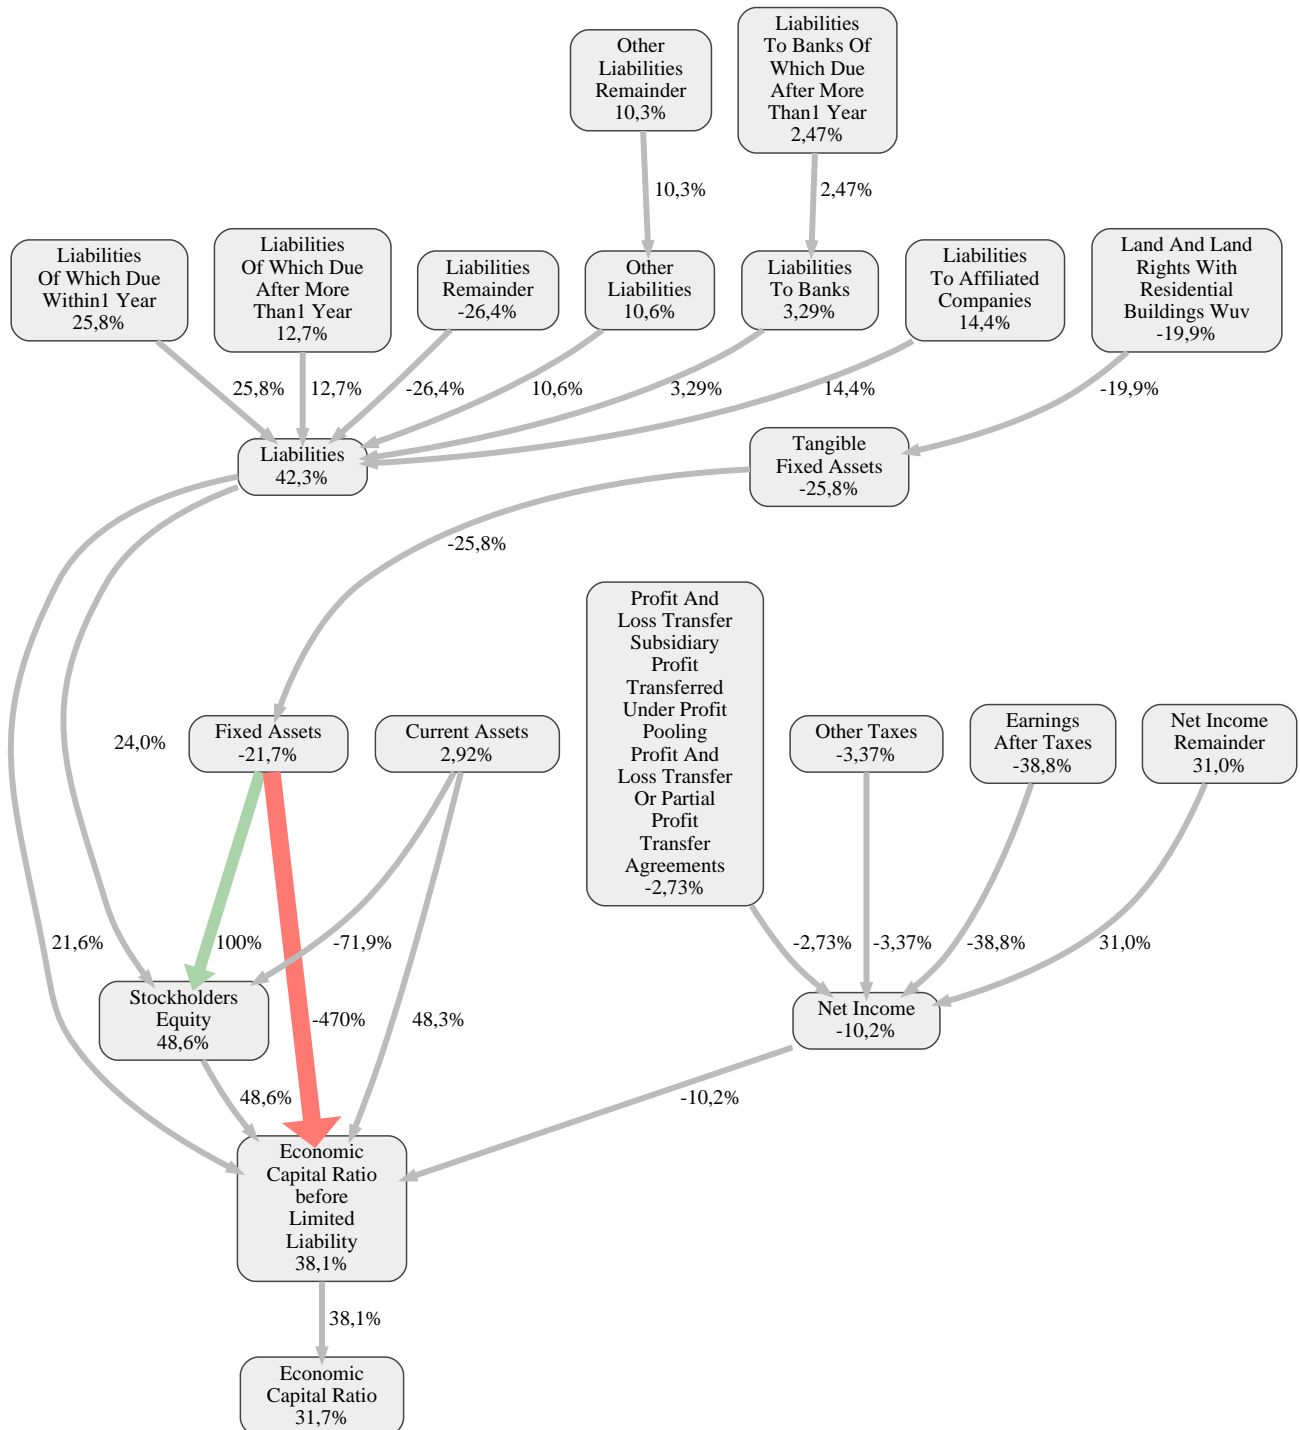 Other
Liabilities
Remainder
10,3%
Liabilities
To Banks Of
Which Due
After More
Than1 Year
2,47%
10,3%
2,47%
Liabilities
Of Which Due
Within1 Year
25,8%
Liabilities
Of Which Due
After More
Than1 Year
12,7%
Liabilities
Remainder
-26,4%
Other
Liabilities
10,6%
Liabilities
To Banks
3,29%
Liabilities
To Affiliated
Companies
14,4%
Land And Land
Rights With
Residential
Buildings Wuv
-19,9%
25,8%
12,7%
-26,4%
10,6%
3,29%
14,4%
-19,9%
Liabilities
42,3%
Tangible
Fixed Assets
-25,8%
-25,8%
Profit And
Loss Transfer
Subsidiary
Profit
Transferred
Under Profit
Pooling
Profit And
Loss Transfer
Or Partial
Profit
Transfer
Agreements
-2,73%
24,0%
Fixed Assets
-21,7%
Current Assets
2,92%
Other Taxes
-3,37%
Earnings
After Taxes
-38,8%
Net Income
Remainder
31,0%
21,6%
100%
-71,9%
-2,73%
-3,37%
-38,8%
31,0%
Stockholders
Equity
48,6%
-470%
48,3%
Net Income
-10,2%
48,6%
-10,2%
Economic
Capital Ratio
before
Limited
Liability
38,1%
38,1%
Economic
Capital Ratio
31,7%